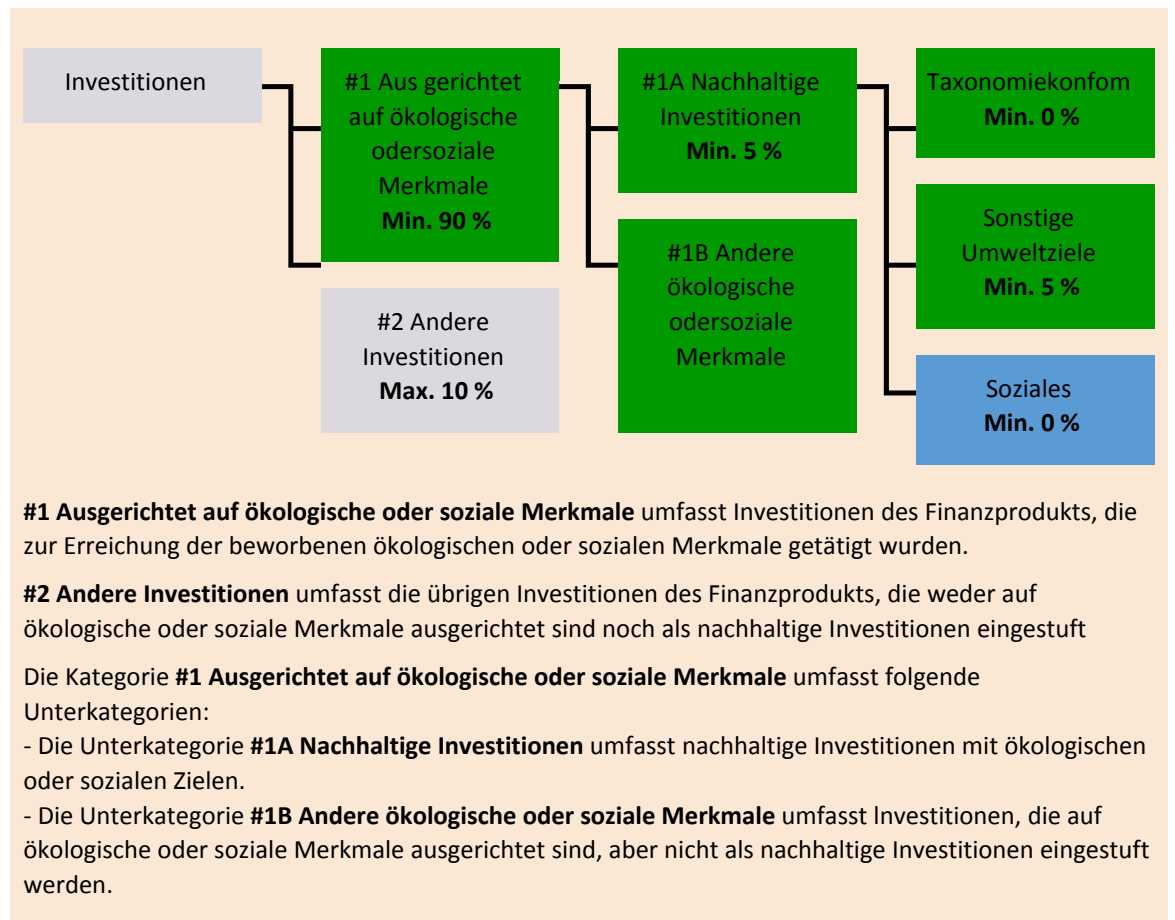 Investitionen
#1 Aus gerichtet
auf ökologische
odersoziale
Merkmale
Min. 90 %
#2 Andere
Investitionen
Max. 10 %
#1A Nachhaltige
Investitionen
Min. 5 %
#1B Andere
ökologische
odersoziale
Merkmale
Taxonomiekonfom
Min. 0 %
Sonstige
Umweltziele
Min. 5 %
Soziales
Min. 0 %
#1 Ausgerichtet auf ökologische oder soziale Merkmale umfasst Investitionen des Finanzprodukts, die
zur Erreichung der beworbenen ökologischen oder sozialen Merkmale getätigt wurden.
#2 Andere Investitionen umfasst die übrigen Investitionen des Finanzprodukts, die weder auf
ökologische oder soziale Merkmale ausgerichtet sind noch als nachhaltige Investitionen eingestuft
Die Kategorie #1 Ausgerichtet auf ökologische oder soziale Merkmale umfasst folgende
Unterkategorien:
- Die Unterkategorie #1A Nachhaltige Investitionen umfasst nachhaltige Investitionen mit ökologischen
oder sozialen Zielen.
- Die Unterkategorie #1B Andere ökologische oder soziale Merkmale umfasst lnvestitionen, die auf
ökologische oder soziale Merkmale ausgerichtet sind, aber nicht als nachhaltige Investitionen eingestuft
werden.